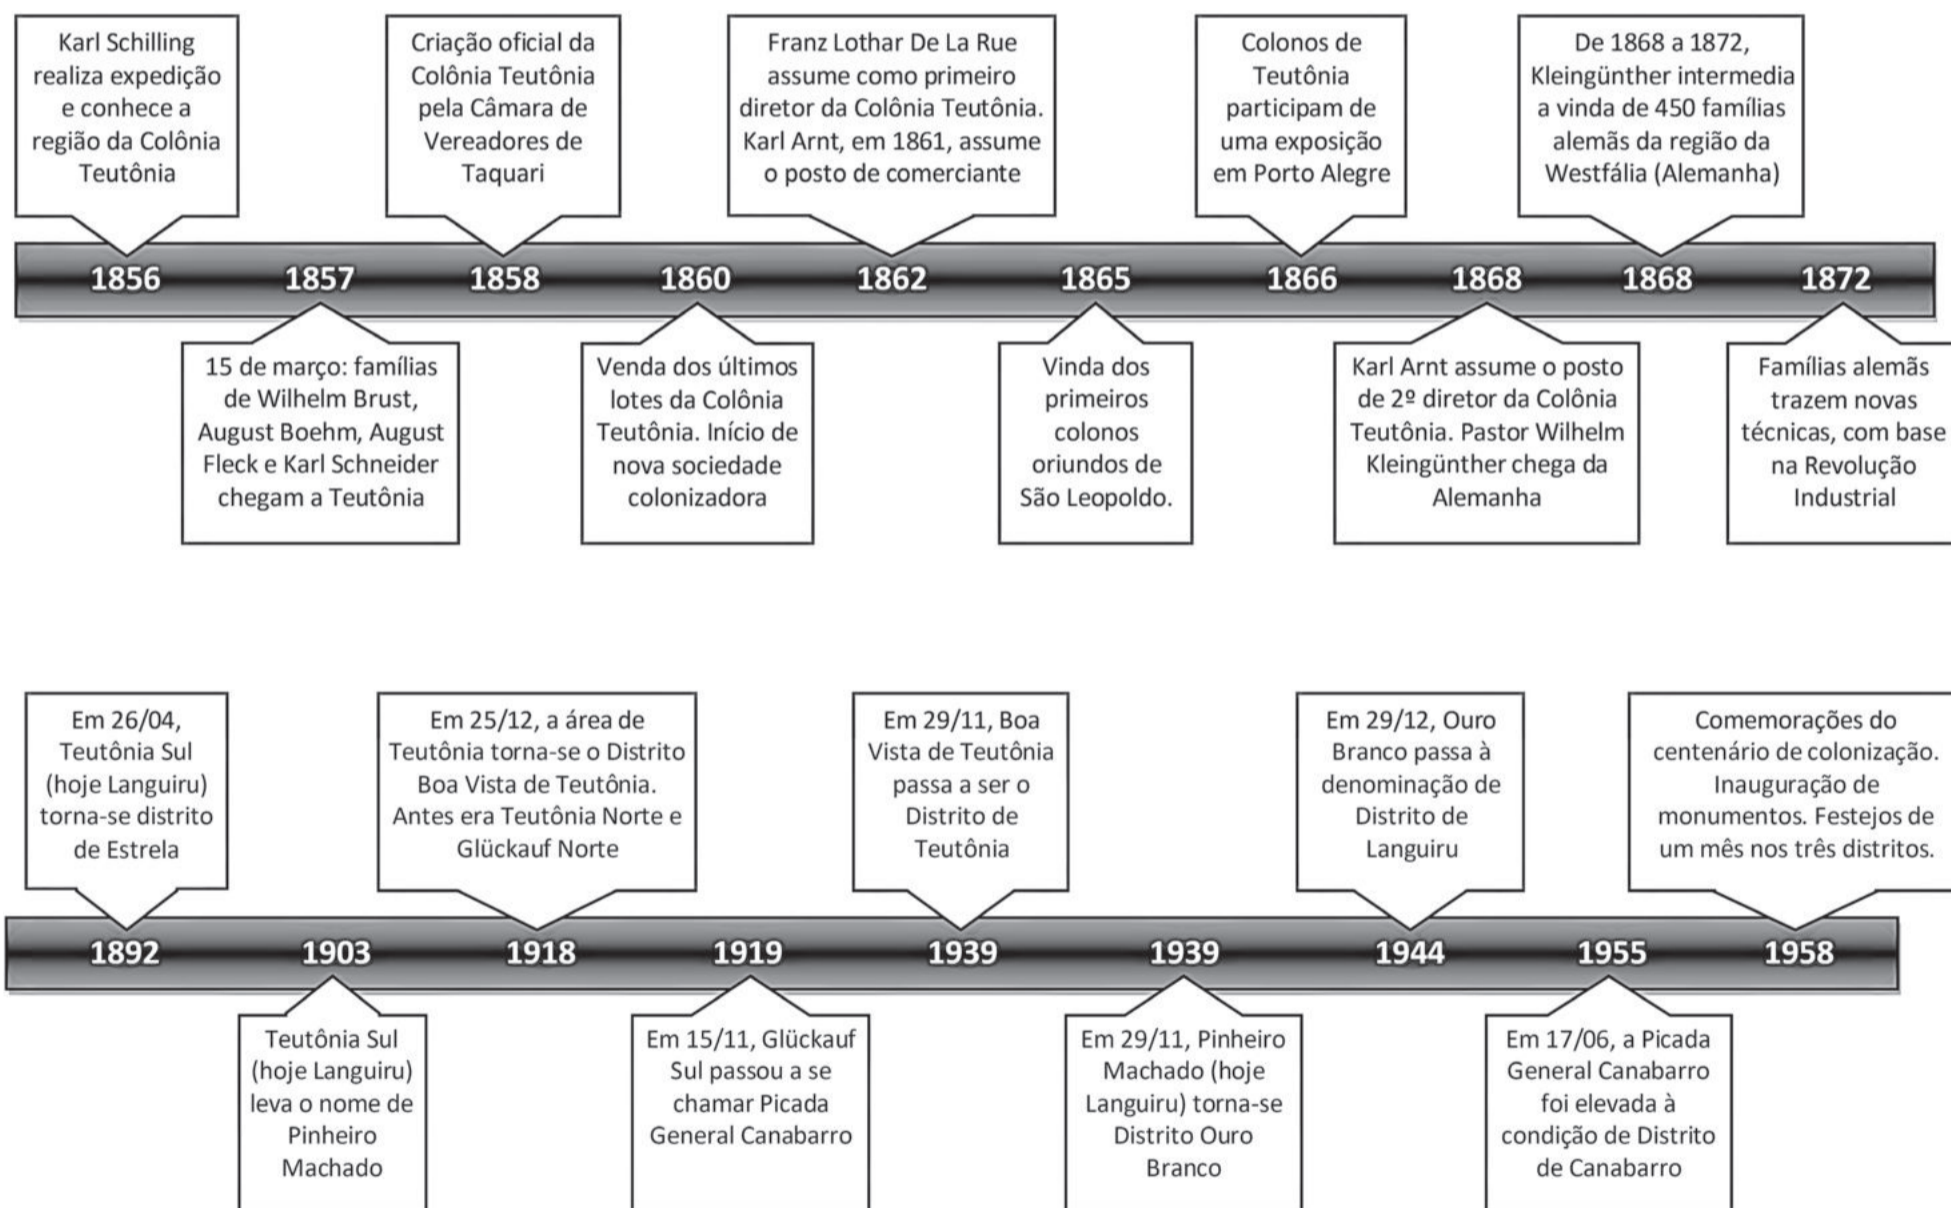 Karl Schilling
realiza expedição
e conhece a
região da Colônia
Teutônia
Criação oficial da
Colônia Teutônia
pela Câmara de
Vereadores de
Taquari
Franz Lothar De La Rue
assume como primeiro
diretor da Colônia Teutônia.
Karl Arnt, em 1861, assume
o posto de comerciante
Colonos de
Teutônia
participam de
uma exposição
em Porto Alegre
De 1868 a 1872,
Kleingünther intermedia
a vinda de 450 famílias
alemãs da região da
Westfália (Alemanha)
1856 1857 1858 1860 1862 1865 1866 1868 1868 1872
15 de março: famílias
de Wilhelm Brust,
August Boehm, August
Fleck e Karl Schneider
chegam a Teutônia
Venda dos últimos
lotes da Colônia
Teutônia. Início de
nova sociedade
colonizadora
Vinda dos
primeiros
colonos
oriundos de
São Leopoldo.
Karl Arnt assume o posto
de 2º diretor da Colônia
Teutônia. Pastor Wilhelm
Kleingünther chega da
Alemanha
Famílias alemãs
trazem novas
técnicas, com base
na Revolução
Industrial
Em 26/04,
Teutônia Sul
(hoje Languiru)
torna-se distrito
de Estrela
Em 25/12, a área de
Teutônia torna-se o Distrito
Boa Vista de Teutônia.
Antes era Teutônia Norte e
Glückauf Norte
Em 29/11, Boa
Vista de Teutônia
passa a ser o
Distrito de
Teutônia
Em 29/12, Ouro
Branco passa à
denominação de
Distrito de
Languiru
Comemorações do
centenário de colonização.
Inauguração de
monumentos. Festejos de
um mês nos três distritos.
1892 1903 1918 1919 1939 1939 1944 1955 1958
Teutônia Sul
(hoje Languiru)
leva o nome de
Pinheiro
Machado
Em 15/11, Glückauf
Sul passou a se
chamar Picada
General Canabarro
Em 29/11, Pinheiro
Machado (hoje
Languiru) torna-se
Distrito Ouro
Branco
Em 17/06, a Picada
General Canabarro
foi elevada à
condição de Distrito
de Canabarro